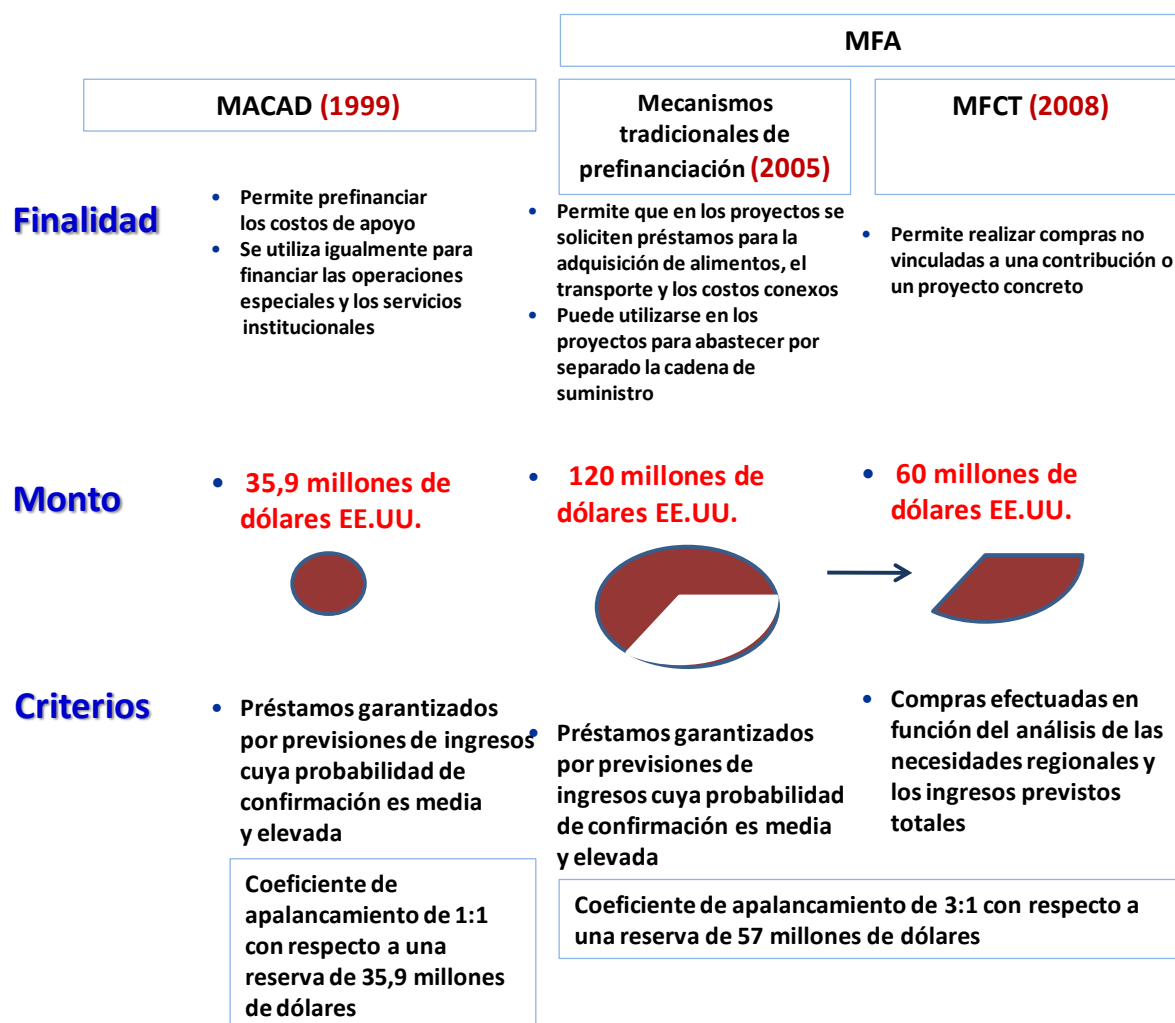 MFA
MACAD (1999)
Mecanismos
tradicionales de
prefinanciación (2005)
MFCT (2008)
Finalidad
• Permite prefinanciar
los costos de apoyo
• Se utiliza igualmente para
financiar las operaciones
especiales y los servicios
institucionales
• Permite que en los proyectos se
soliciten préstamos para la
adquisición de alimentos, el
transporte y los costos conexos
• Puede utilizarse en los
proyectos para abastecer por
separado la cadena de
suministro
• Permite realizar compras no
vinculadas a una contribución o
un proyecto concreto
Monto
• 35,9 millones de
dólares EE.UU.
• 120 millones de
dólares EE.UU.
• 60 millones de
dólares EE.UU.
Criterios
• Préstamos garantizados
por previsiones de ingresos
cuya probabilidad de
confirmación es media
y elevada
• Préstamos garantizados
por previsiones de
ingresos cuya probabilidad
de confirmación es media
y elevada
• Compras efectuadas en
función del análisis de las
necesidades regionales y
los ingresos previstos
totales
Coeficiente de
apalancamiento de 1:1
con respecto a una
reserva de 35,9 millones
de dólares
Coeficiente de apalancamiento de 3:1 con respecto a
una reserva de 57 millones de dólares